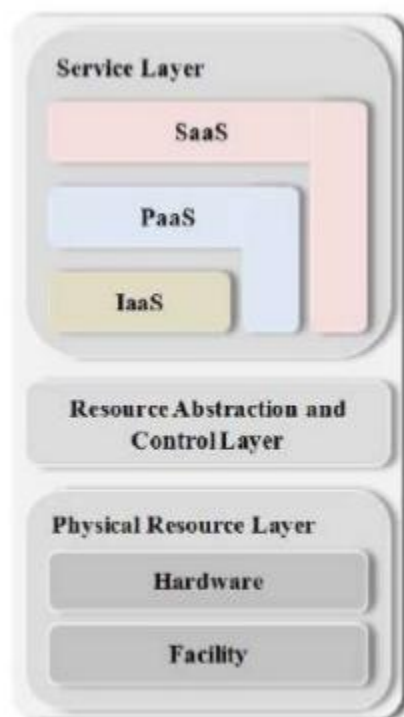 Service Layer
SaaS
PaaS
IaaS
Resource Abstraction and
Control Layer
Physical Resource Layer
Hardware
Facility